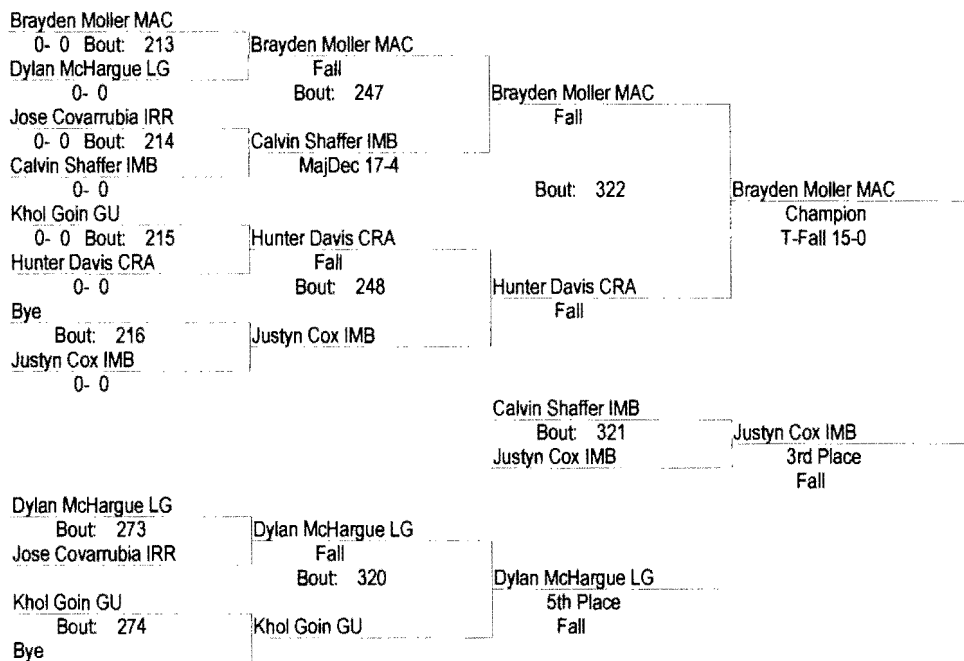 Brayden Moller MAC
0- 0 Bout: 213
Dylan McHargue LG
0- 0
Jose Covarrubia IRR
0- 0 Bout: 214
Calvin Shaffer IMB
0- 0
Khol Goin GU
0- 0 Bout: 215
Hunter Davis CRA
0- 0
Bye
Bout: 216
Justyn Cox IMB
0- 0
Brayden Moller MAC
Fall
Bout: 247
Calvin Shaffer IMB
MajDec 17-4
Hunter Davis CRA
Fall
Bout: 248
Justyn Cox IMB
Brayden Moller MAC
Fall
Bout: 322
Hunter Davis CRA
Fall
Brayden Moller MAC
Champion
T-Fall 15-0
Calvin Shaffer IMB
Bout: 321
Justyn Cox IMB
Justyn Cox IMB
3rd Place
Fall
Dylan McHargue LG
Bout: 273
Jose Covarrubia IRR
Khol Goin GU
Bout: 274
Bye
Dylan McHargue LG
Fall
Bout: 320
Khol Goin GU
Dylan McHargue LG
5th Place
Fall